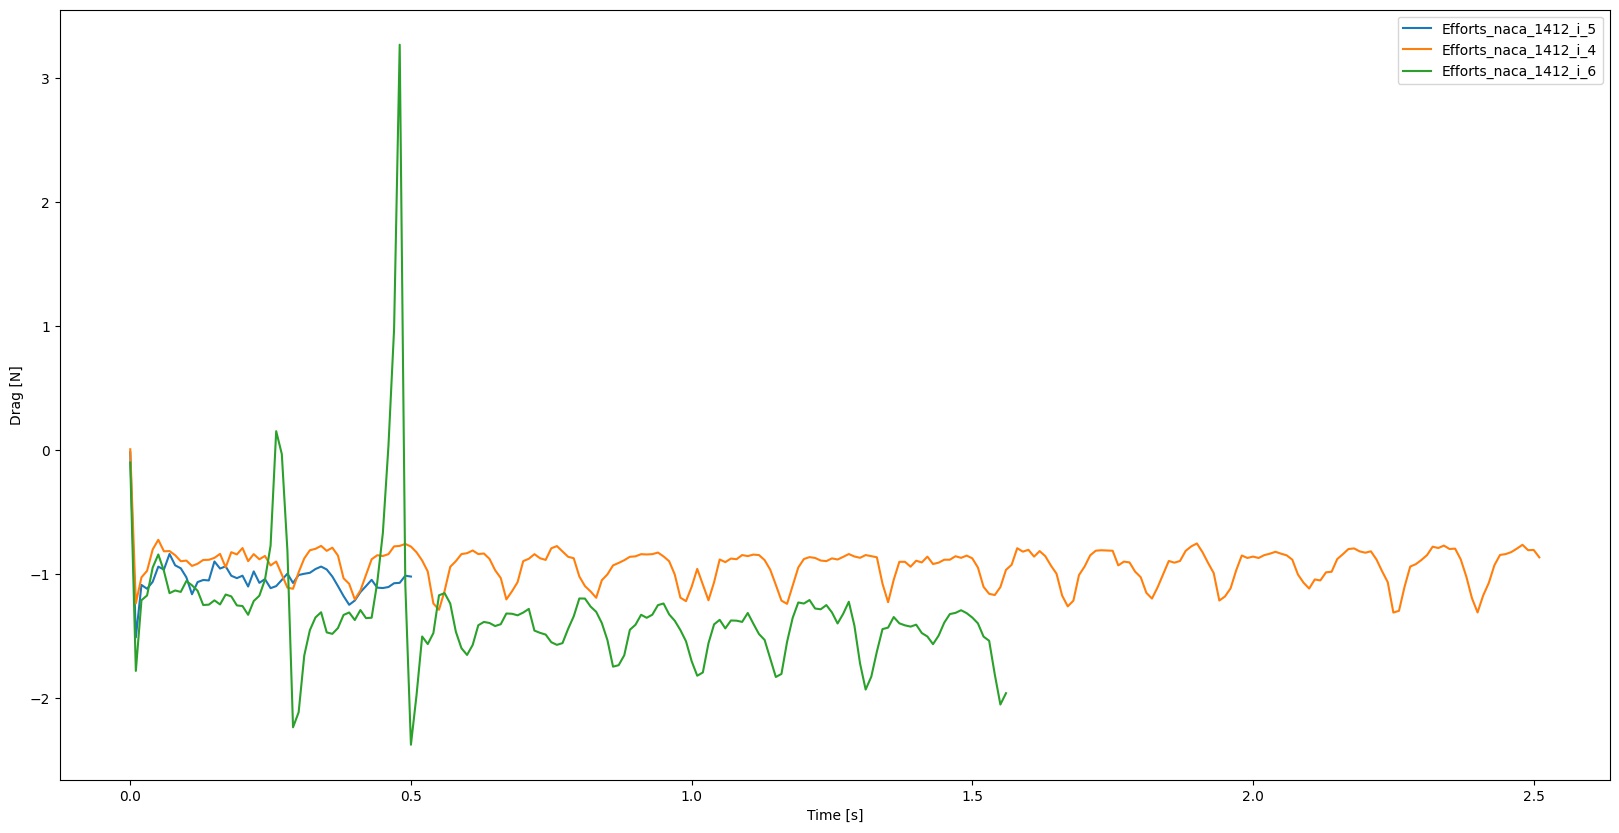 Efforts_naca_1412_i_5
Efforts_naca_1412_i_4
Efforts_naca_1412_i_6
3
2
1
0
−1
−2
Drag [N]
0.0 0.5 1.0 1.5 2.0 2.5
Time [s]